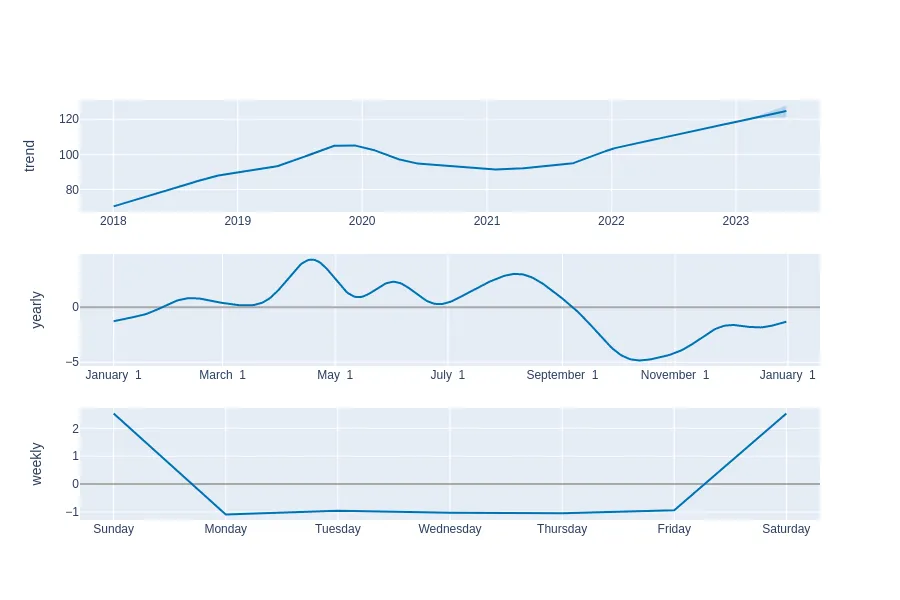 trend
120
100
80
2018 2019 2020 2021 2022 2023
yearly
0
−5
January 1 March 1 May 1 July 1 September 1 November 1 January 1
weekly
2
1
0
−1
Sunday Monday Tuesday Wednesday Thursday Friday Saturday